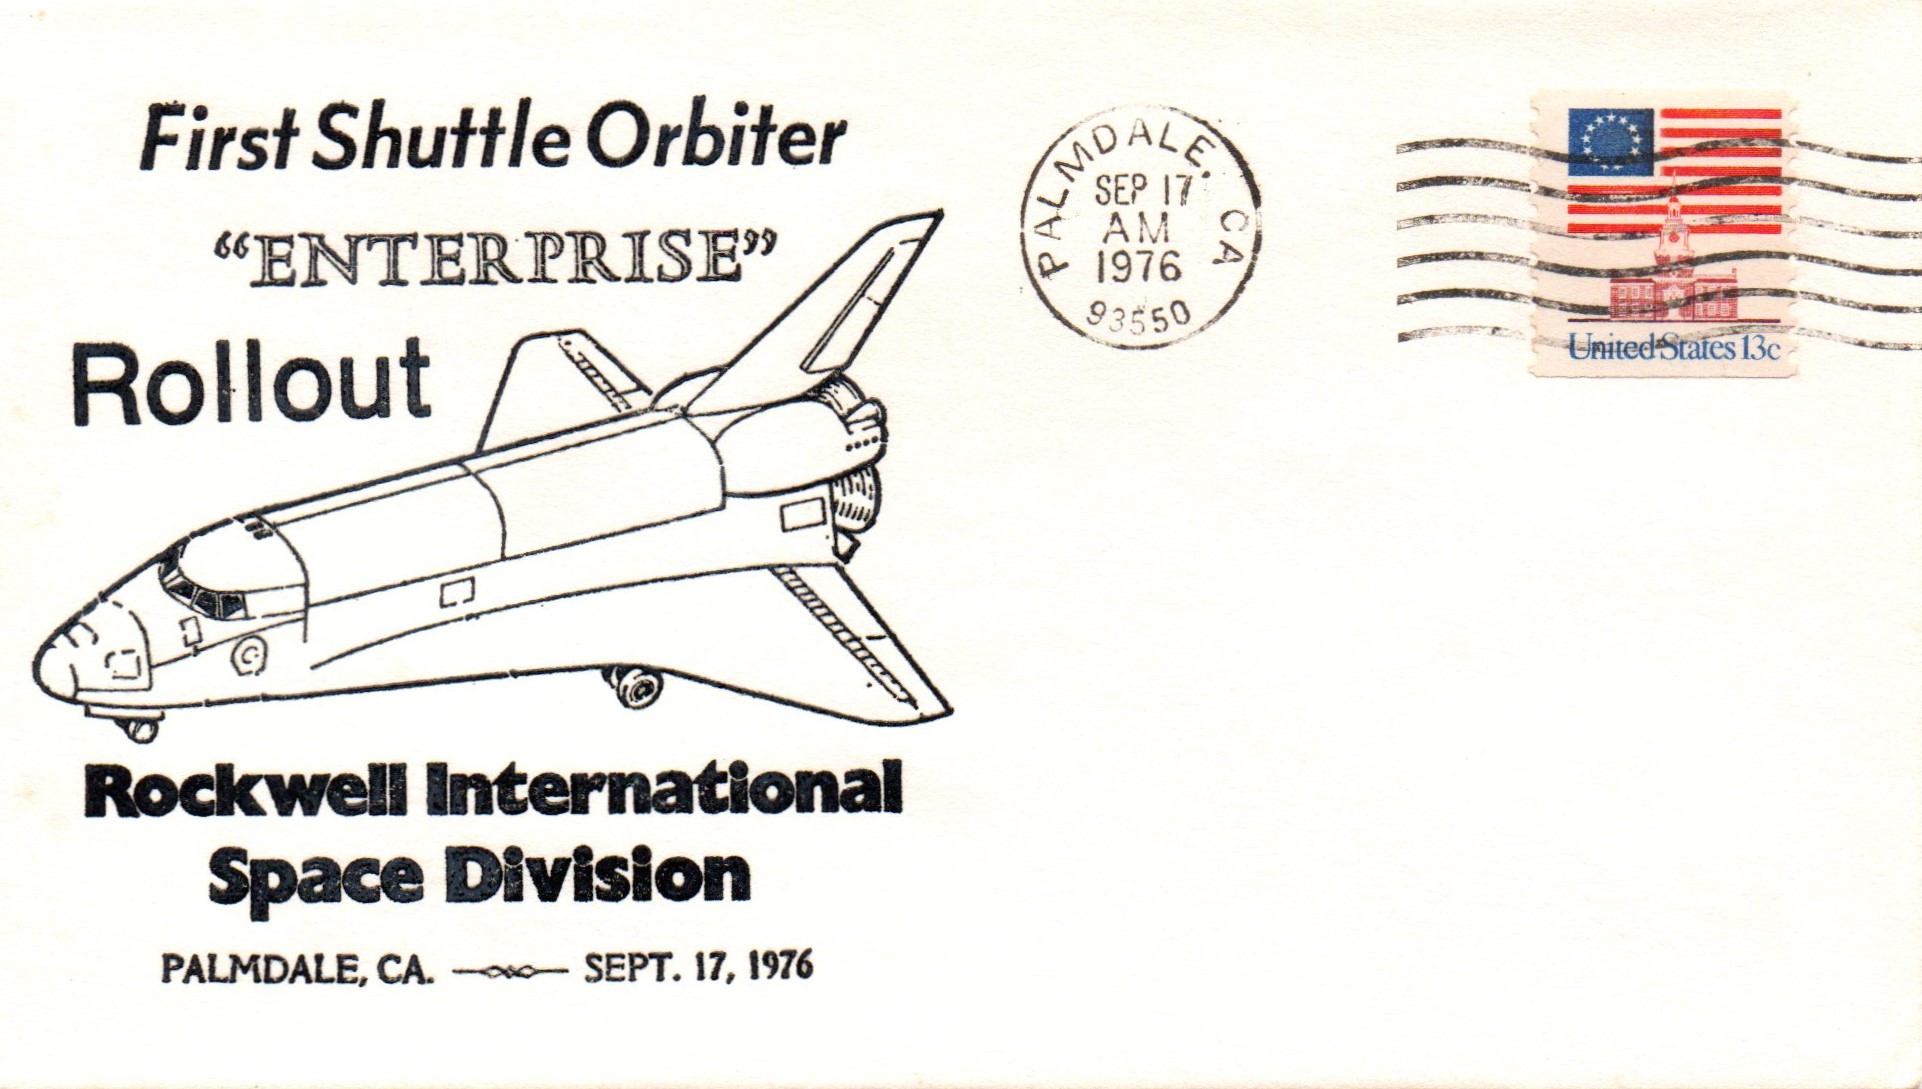 First Shuttle Orbiter
“ENTERPRISE”
Rollout
Rockwell International
Space Division
PALMDALE, CA. SEPT. 17, 1976
PALMDALE, CA
SEP 17
AM
1976
93550
United States 13c